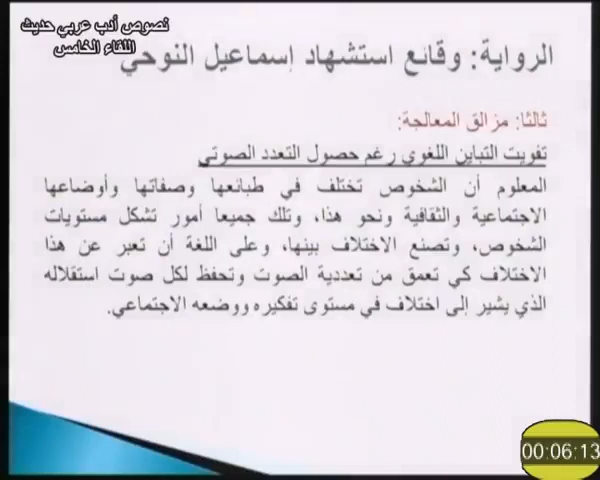 نصوص أدب عربي حديث
اللقاء الخامس
الرواية: وقائع استشهاد إسماعيل النوحي
ثالثا: مزالق المعالجة:
تفويت التباين اللغوي رغم حصول التعدد الصوتي
المعلوم أن الشخوص تختلف في طبائعها وصفاتها وأوضاعها
الاجتماعية والثقافية ونحو هذا، وتلك جميعا أمور تشكل مستويات
الشخوص، وتصنع الاختلاف بينها، وعلى اللغة أن تعبر عن هذا
الاختلاف كي تعمق من تعددية الصوت وتحفظ لكل صوت استقلاله
الذي يشير إلى اختلاف في مستوى تفكيره ووضعه الاجتماعي.
00:06:13